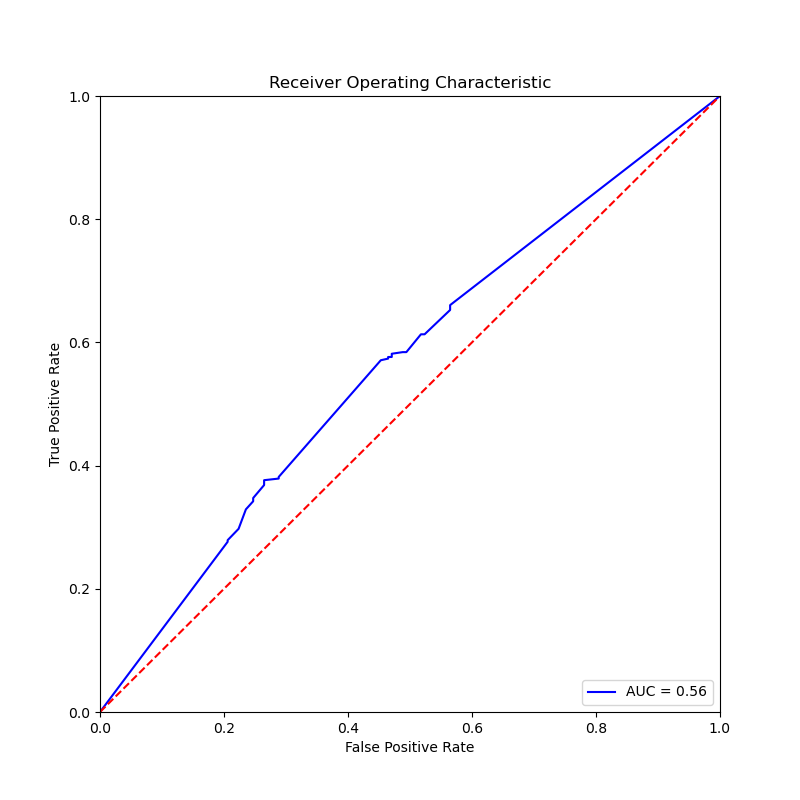 Receiver Operating Characteristic
1.0
0.8
0.6
0.4
0.2
0.0
True Positive Rate
AUC = 0.56
0.0 0.2 0.4 0.6 0.8 1.0
False Positive Rate